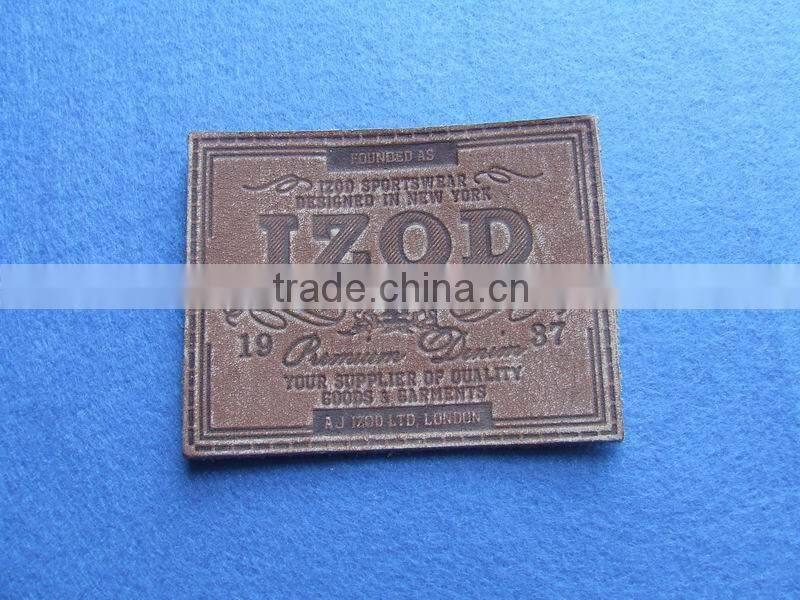 FOUNDED AS
IZOD SPORTSWEAR
DESIGNED IN NEW YORK
IZOD
trade.china.cn
19 37
Premium Denim
YOUR SUPPLIER OF QUALITY
GOODS & GARMENTS
A J IZOD LTD, LONDON